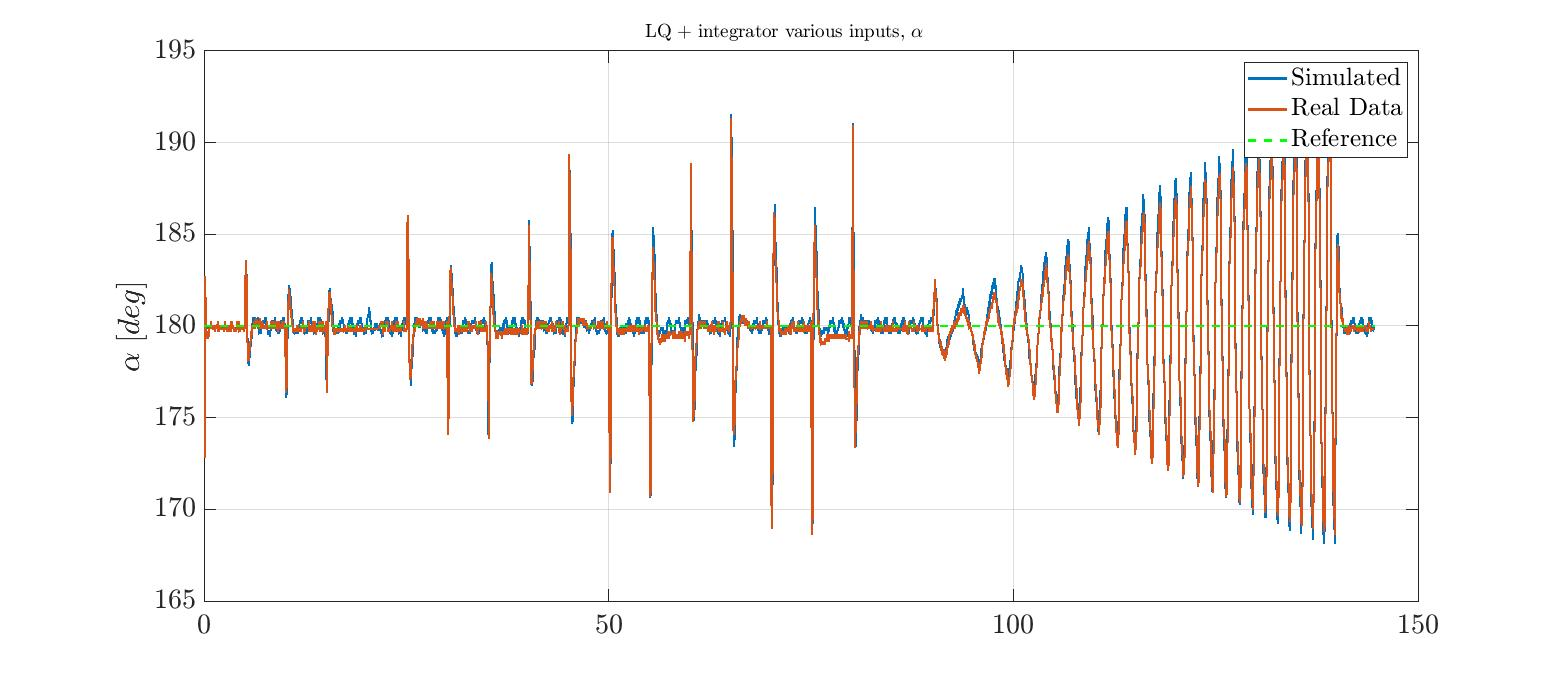 LQ + integrator various inputs, α
195
190
185
180
175
170
165
α [deg]
0
50
100
150
Simulated
Real Data
Reference